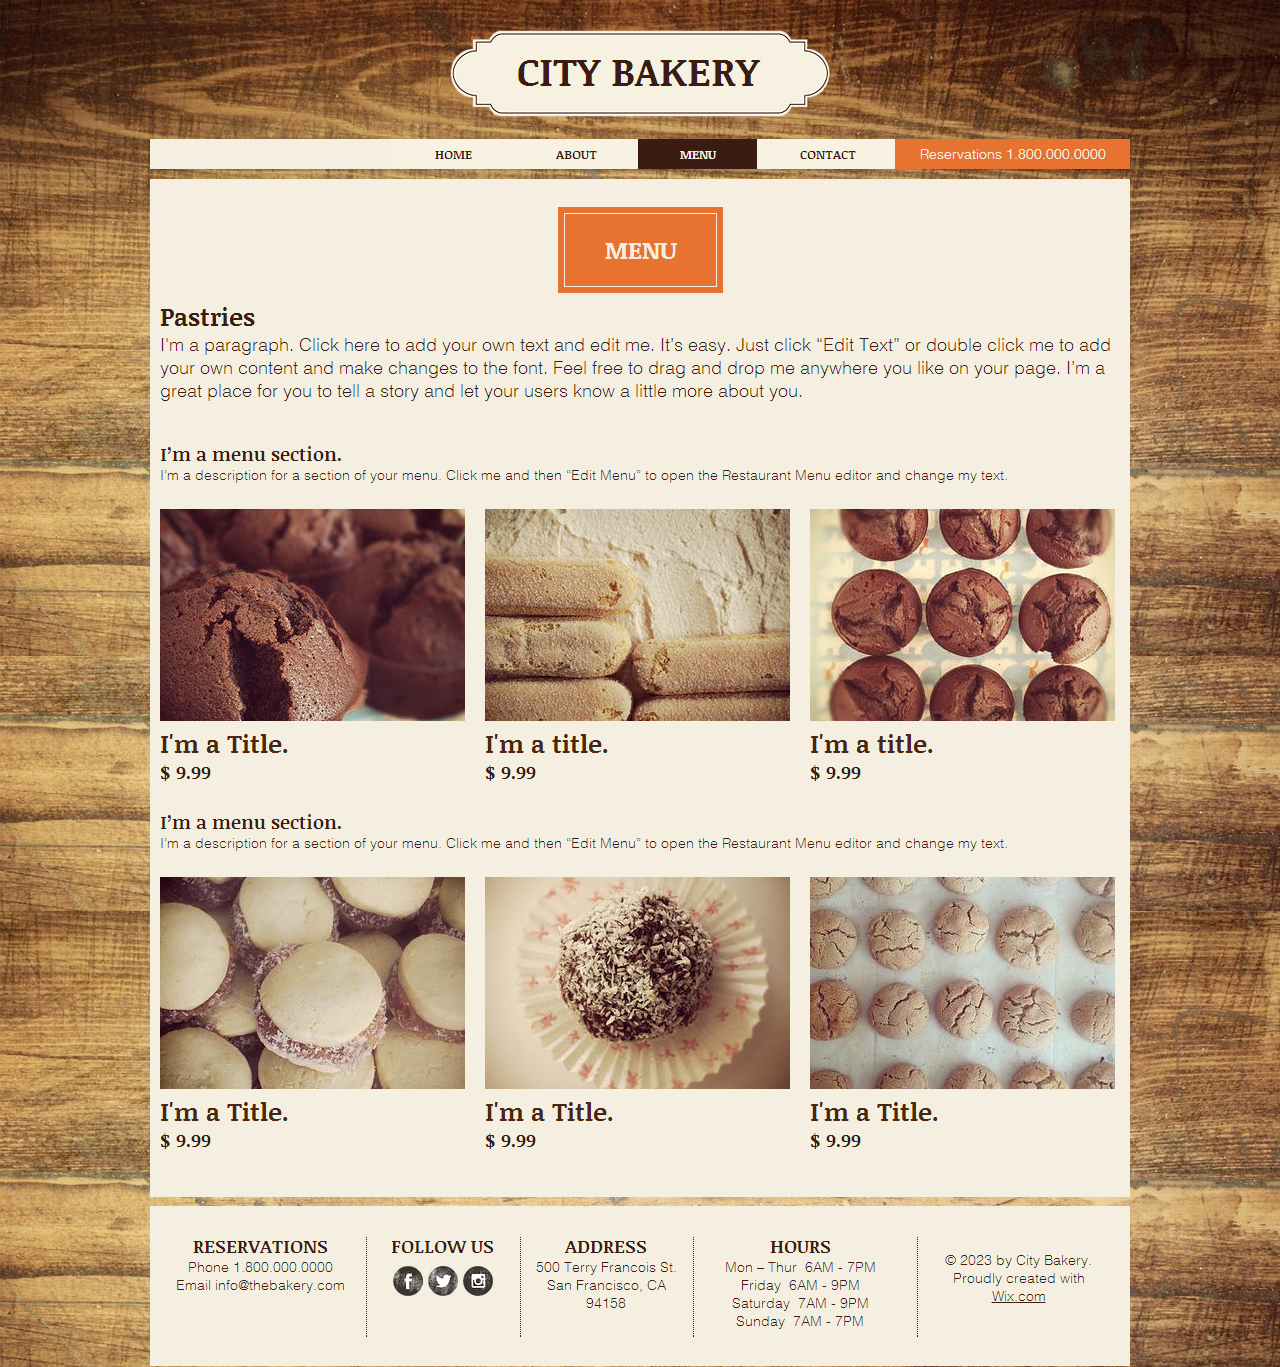 CITY BAKERY
HOME ABOUT MENU CONTACT Reservations 1.800.000.0000
MENU
Pastries
I'm a paragraph. Click here to add your own text and edit me. It's easy. Just click “Edit Text” or double click me to add
your own content and make changes to the font. Feel free to drag and drop me anywhere you like on your page. I'm a
great place for you to tell a story and let your users know a little more about you.
I’m a menu section.
I’m a description for a section of your menu. Click me and then “Edit Menu” to open the Restaurant Menu editor and change my text.
I'm a Title. I'm a title. I'm a title.
$ 9.99 $ 9.99 $ 9.99
I’m a menu section.
I’m a description for a section of your menu. Click me and then “Edit Menu” to open the Restaurant Menu editor and change my text.
I'm a Title. I'm a Title. I'm a Title.
$ 9.99 $ 9.99 $ 9.99
RESERVATIONS
Phone 1.800.000.0000
Email info@thebakery.com
FOLLOW US
ADDRESS
500 Terry Francois St.
San Francisco, CA
94158
HOURS
Mon – Thur 6AM - 7PM
Friday 6AM - 9PM
Saturday 7AM - 9PM
Sunday 7AM - 7PM
© 2023 by City Bakery.
Proudly created with
Wix.com